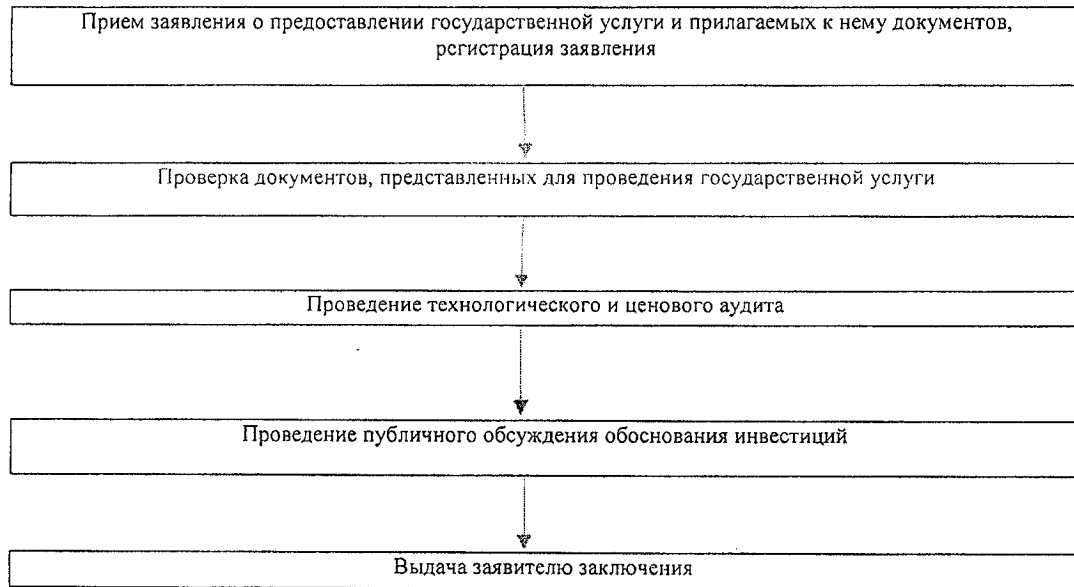 Прием заявления о предоставлении государственной услуги и прилагаемых к нему документов,
регистрация заявления
Проверка документов, представленных для проведения государственной услуги
Проведение технологического и ценового аудита
Проведение публичного обсуждения обоснования инвестиций
Выдача заявителю заключения